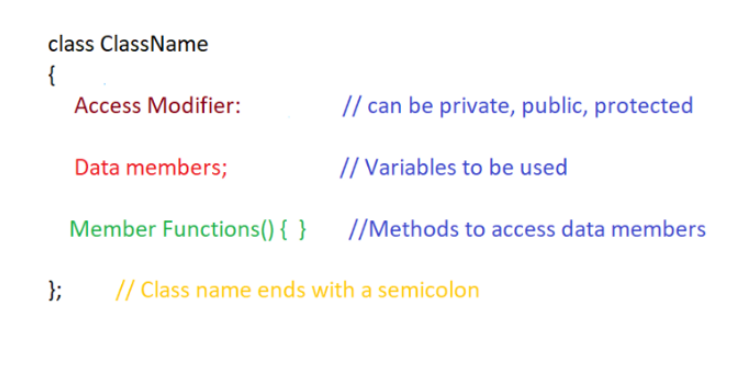 class ClassName
{
Access Modifier: // can be private, public, protected
Data members; // Variables to be used
Member Functions() { } //Methods to access data members
}; // Class name ends with a semicolon